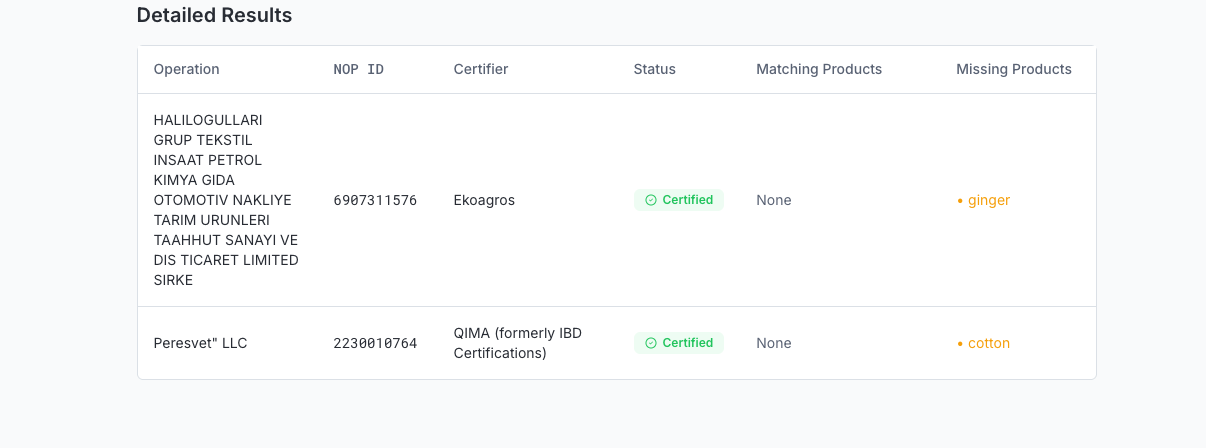 Detailed Results
Operation NOP ID Certifier Status Matching Products Missing Products
HALILOGULLARI
GRUP TEKSTIL
INSAAT PETROL
KIMYA GIDA
OTOMOTIV NAKLIYE
TARIM URUNLERI
TAAHHUT SANAYI VE
DIS TICARET LIMITED
SIRKE
6907311576
Ekoagros
Certified
None
• ginger
Peresvet" LLC
2230010764
QIMA (formerly IBD
Certifications)
Certified
None
• cotton